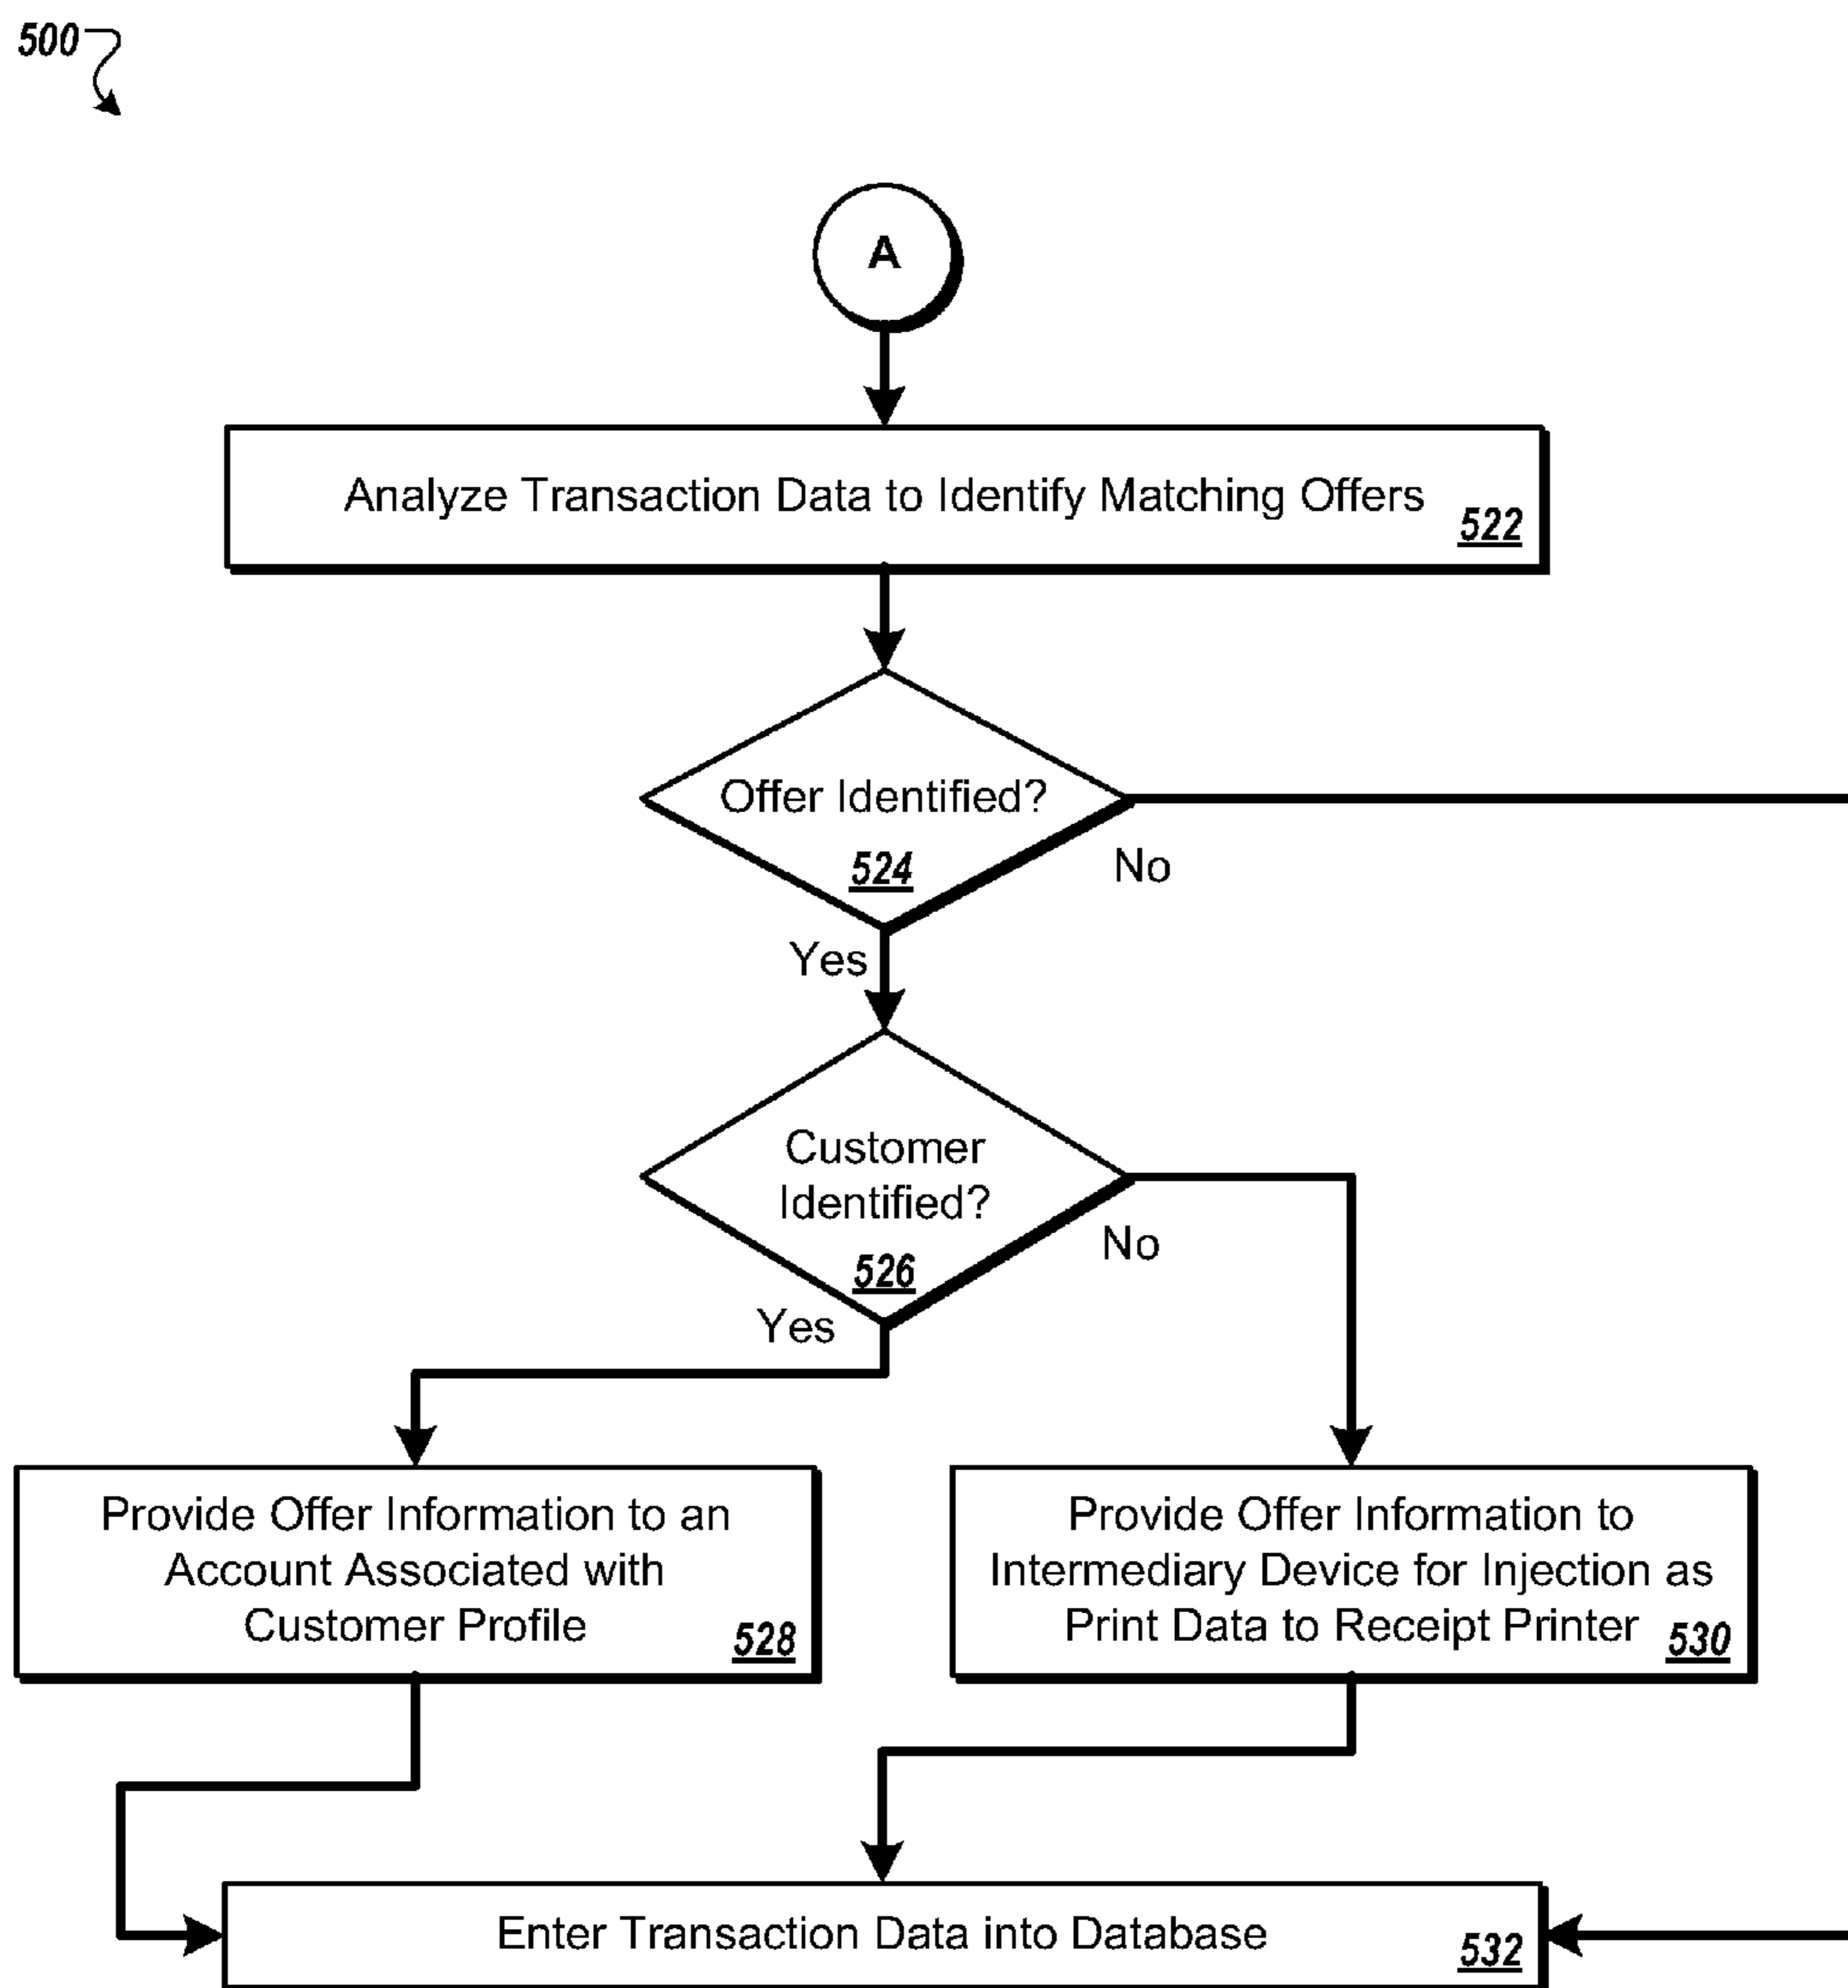 500
A
Analyze Transaction Data to Identify Matching Offers
522
Offer Identified?
524
No
Yes
Customer
Identified?
526
No
Yes
Provide Offer Information to an
Account Associated with
Customer Profile
528
Provide Offer Information to
Intermediary Device for Injection as
Print Data to Receipt Printer
530
Enter Transaction Data into Database
532